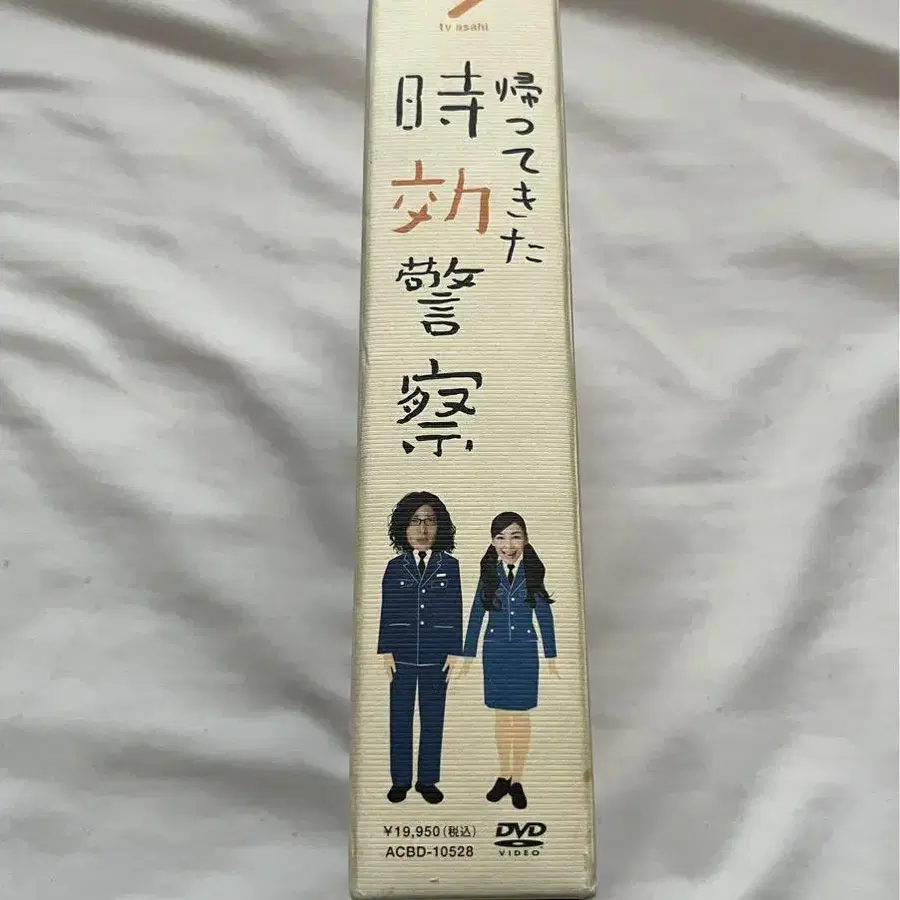 tv asahi
帰ってきた
時効警察
¥19,950(税込)
ACBD-10528
DVD
VIDEO